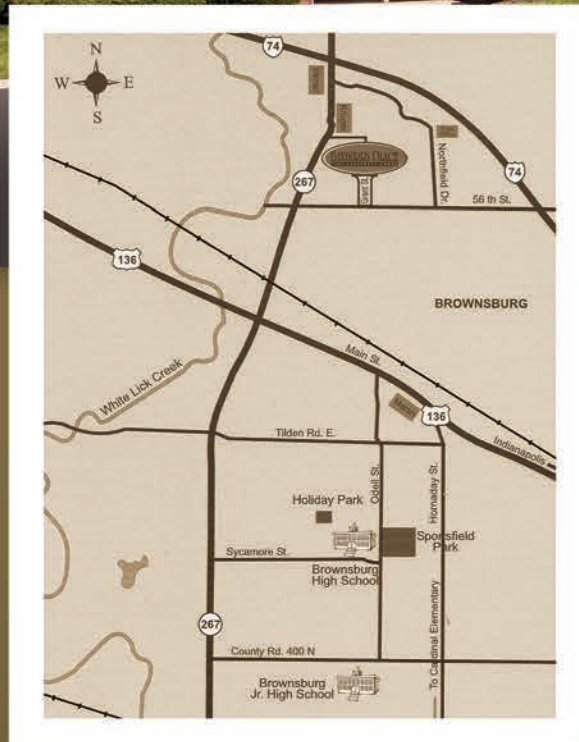 N
W E
S
74
Northfield Dr.
74
267
Grant St.
56 th St.
136
BROWNSBURG
Main St.
White Lick Creek
136
Indianapolis
Tilden Rd. E.
Odell St.
Hornaday St.
Holiday Park
Sportsfield
Park
Sycamore St.
Brownsburg
High School
267
County Rd. 400 N
To Cardinal Elementary
Brownsburg
Jr. High School